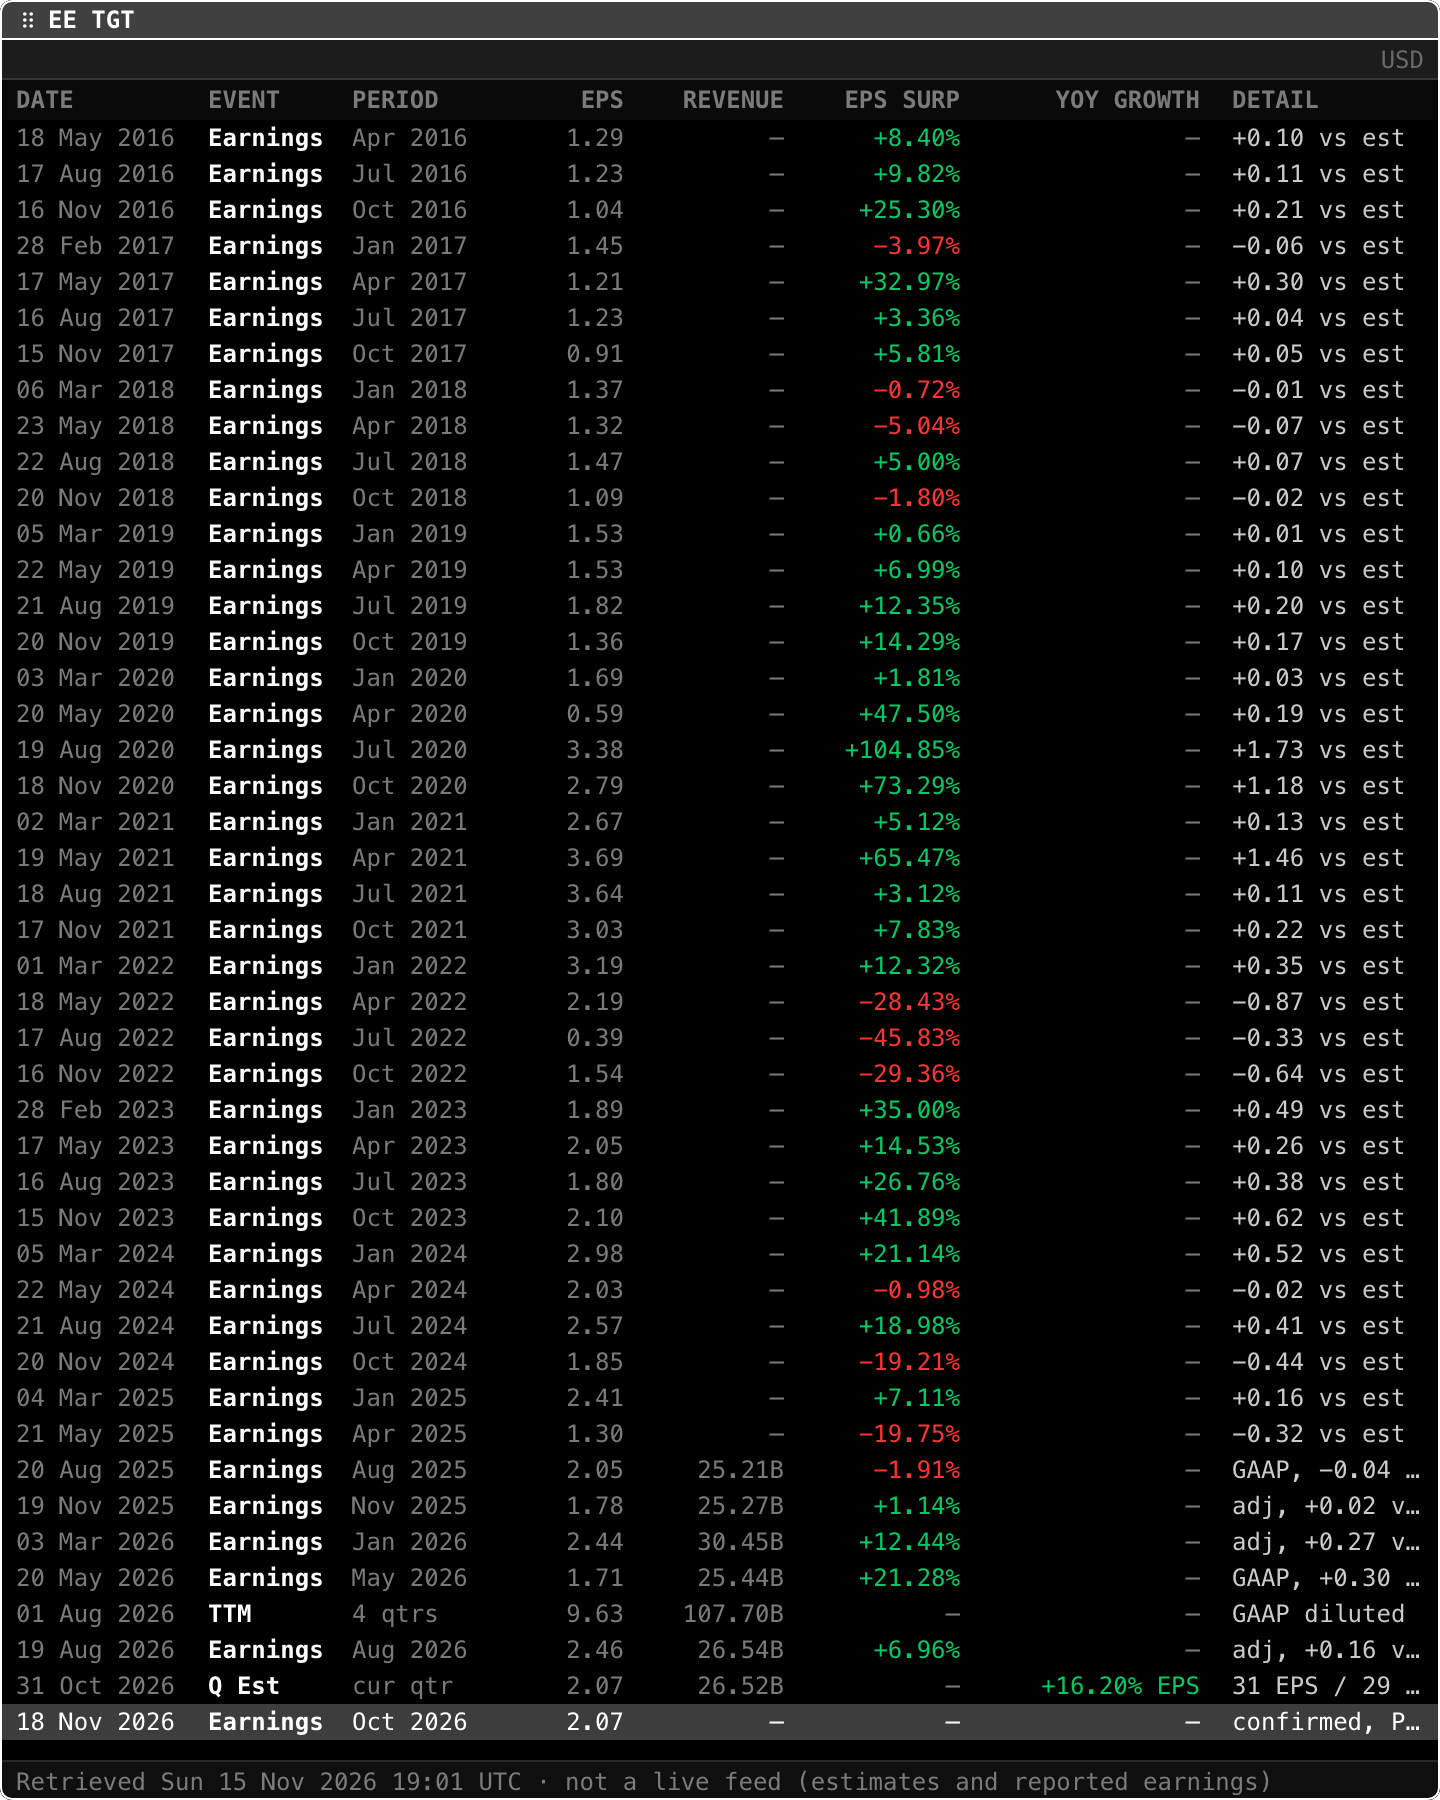 ⠿ EE TGT
USD
DATE EVENT PERIOD EPS REVENUE EPS SURP YOY GROWTH DETAIL
18 May 2016 Earnings Apr 2016 1.29 — +8.40% — +0.10 vs est
17 Aug 2016 Earnings Jul 2016 1.23 — +9.82% — +0.11 vs est
16 Nov 2016 Earnings Oct 2016 1.04 — +25.30% — +0.21 vs est
28 Feb 2017 Earnings Jan 2017 1.45 — −3.97% — −0.06 vs est
17 May 2017 Earnings Apr 2017 1.21 — +32.97% — +0.30 vs est
16 Aug 2017 Earnings Jul 2017 1.23 — +3.36% — +0.04 vs est
15 Nov 2017 Earnings Oct 2017 0.91 — +5.81% — +0.05 vs est
06 Mar 2018 Earnings Jan 2018 1.37 — −0.72% — −0.01 vs est
23 May 2018 Earnings Apr 2018 1.32 — −5.04% — −0.07 vs est
22 Aug 2018 Earnings Jul 2018 1.47 — +5.00% — +0.07 vs est
20 Nov 2018 Earnings Oct 2018 1.09 — −1.80% — −0.02 vs est
05 Mar 2019 Earnings Jan 2019 1.53 — +0.66% — +0.01 vs est
22 May 2019 Earnings Apr 2019 1.53 — +6.99% — +0.10 vs est
21 Aug 2019 Earnings Jul 2019 1.82 — +12.35% — +0.20 vs est
20 Nov 2019 Earnings Oct 2019 1.36 — +14.29% — +0.17 vs est
03 Mar 2020 Earnings Jan 2020 1.69 — +1.81% — +0.03 vs est
20 May 2020 Earnings Apr 2020 0.59 — +47.50% — +0.19 vs est
19 Aug 2020 Earnings Jul 2020 3.38 — +104.85% — +1.73 vs est
18 Nov 2020 Earnings Oct 2020 2.79 — +73.29% — +1.18 vs est
02 Mar 2021 Earnings Jan 2021 2.67 — +5.12% — +0.13 vs est
19 May 2021 Earnings Apr 2021 3.69 — +65.47% — +1.46 vs est
18 Aug 2021 Earnings Jul 2021 3.64 — +3.12% — +0.11 vs est
17 Nov 2021 Earnings Oct 2021 3.03 — +7.83% — +0.22 vs est
01 Mar 2022 Earnings Jan 2022 3.19 — +12.32% — +0.35 vs est
18 May 2022 Earnings Apr 2022 2.19 — −28.43% — −0.87 vs est
17 Aug 2022 Earnings Jul 2022 0.39 — −45.83% — −0.33 vs est
16 Nov 2022 Earnings Oct 2022 1.54 — −29.36% — −0.64 vs est
28 Feb 2023 Earnings Jan 2023 1.89 — +35.00% — +0.49 vs est
17 May 2023 Earnings Apr 2023 2.05 — +14.53% — +0.26 vs est
16 Aug 2023 Earnings Jul 2023 1.80 — +26.76% — +0.38 vs est
15 Nov 2023 Earnings Oct 2023 2.10 — +41.89% — +0.62 vs est
05 Mar 2024 Earnings Jan 2024 2.98 — +21.14% — +0.52 vs est
22 May 2024 Earnings Apr 2024 2.03 — −0.98% — −0.02 vs est
21 Aug 2024 Earnings Jul 2024 2.57 — +18.98% — +0.41 vs est
20 Nov 2024 Earnings Oct 2024 1.85 — −19.21% — −0.44 vs est
04 Mar 2025 Earnings Jan 2025 2.41 — +7.11% — +0.16 vs est
21 May 2025 Earnings Apr 2025 1.30 — −19.75% — −0.32 vs est
20 Aug 2025 Earnings Aug 2025 2.05 25.21B −1.91% — GAAP, −0.04 …
19 Nov 2025 Earnings Nov 2025 1.78 25.27B +1.14% — adj, +0.02 v…
03 Mar 2026 Earnings Jan 2026 2.44 30.45B +12.44% — adj, +0.27 v…
20 May 2026 Earnings May 2026 1.71 25.44B +21.28% — GAAP, +0.30 …
01 Aug 2026 TTM 4 qtrs 9.63 107.70B — — GAAP diluted
19 Aug 2026 Earnings Aug 2026 2.46 26.54B +6.96% — adj, +0.16 v…
31 Oct 2026 Q Est cur qtr 2.07 26.52B — +16.20% EPS 31 EPS / 29 …
18 Nov 2026 Earnings Oct 2026 2.07 — — — confirmed, P…
Retrieved Sun 15 Nov 2026 19:01 UTC · not a live feed (estimates and reported earnings)